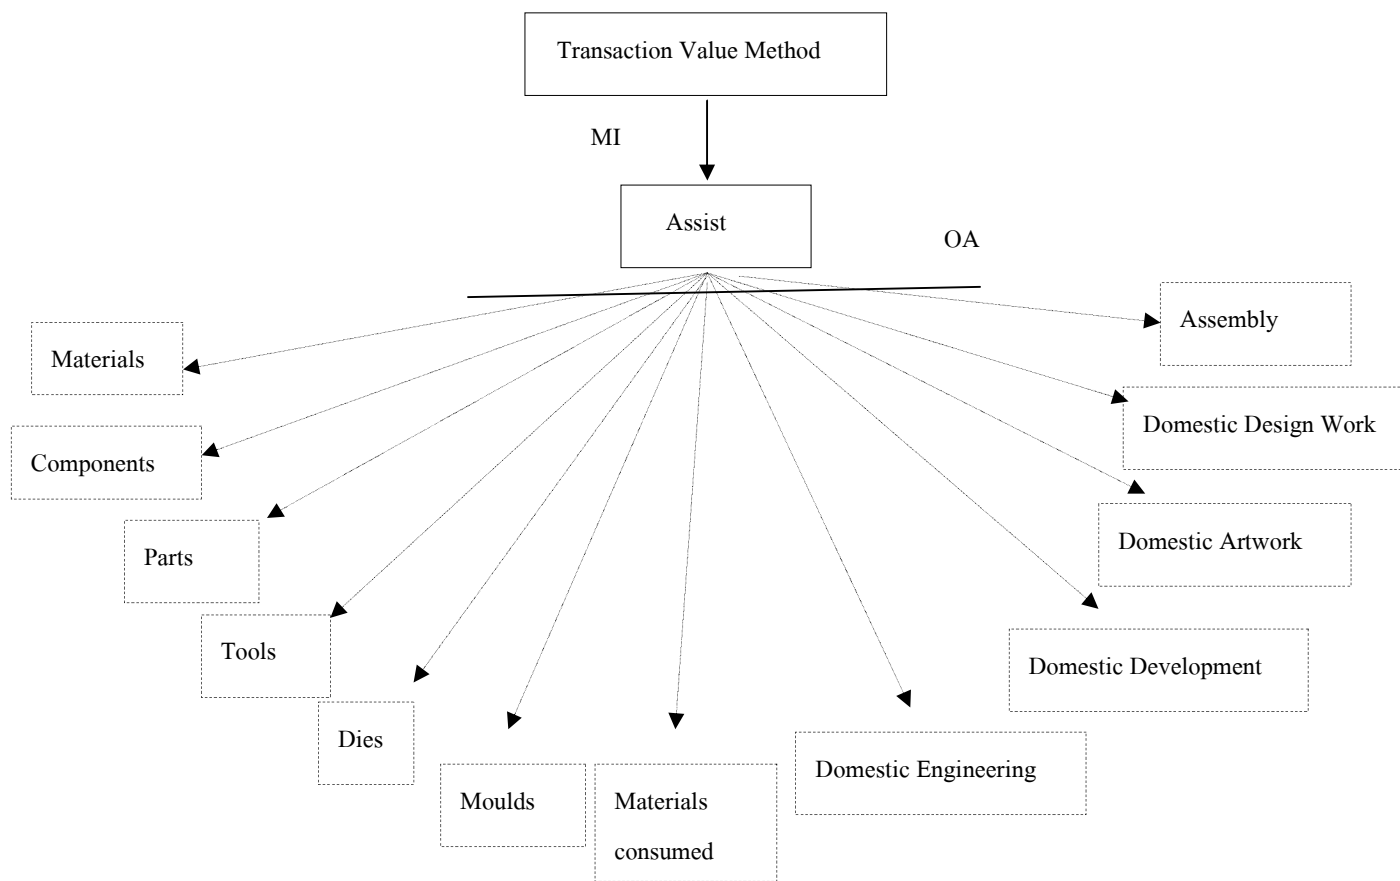 Transaction Value Method
MI
Assist
OA
Assembly
Materials
Domestic Design Work
Components
Domestic Artwork
Parts
Tools
Domestic Development
Dies
Domestic Engineering
Moulds
Materials
consumed